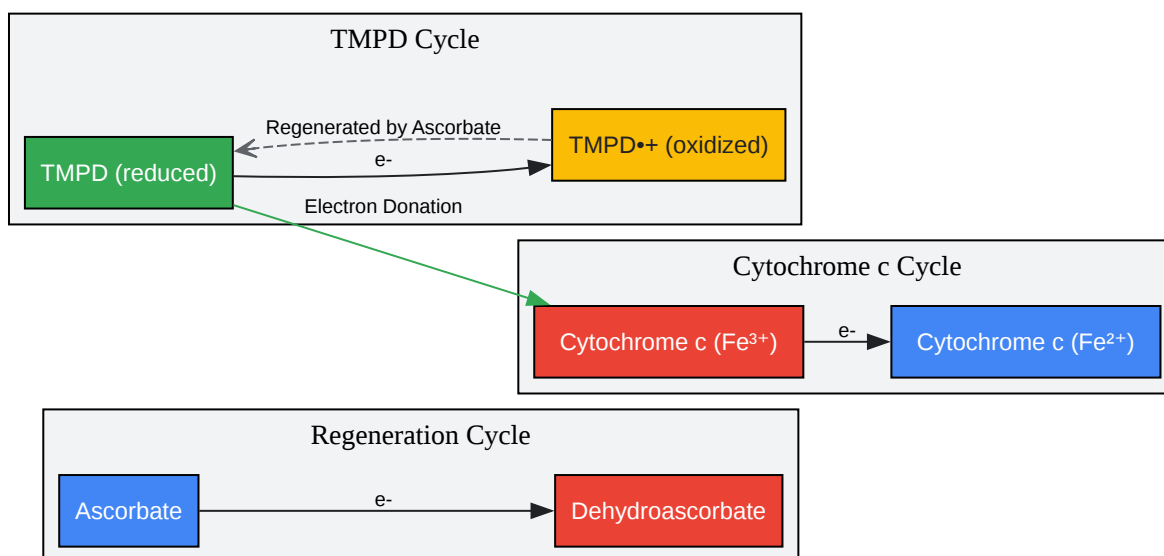 TMPD Cycle
Regenerated by Ascorbate
TMPD•+ (oxidized)
TMPD (reduced)
e-
Electron Donation
Cytochrome c Cycle
Cytochrome c (Fe³⁺)
e-
Cytochrome c (Fe²⁺)
Regeneration Cycle
Ascorbate
e-
Dehydroascorbate